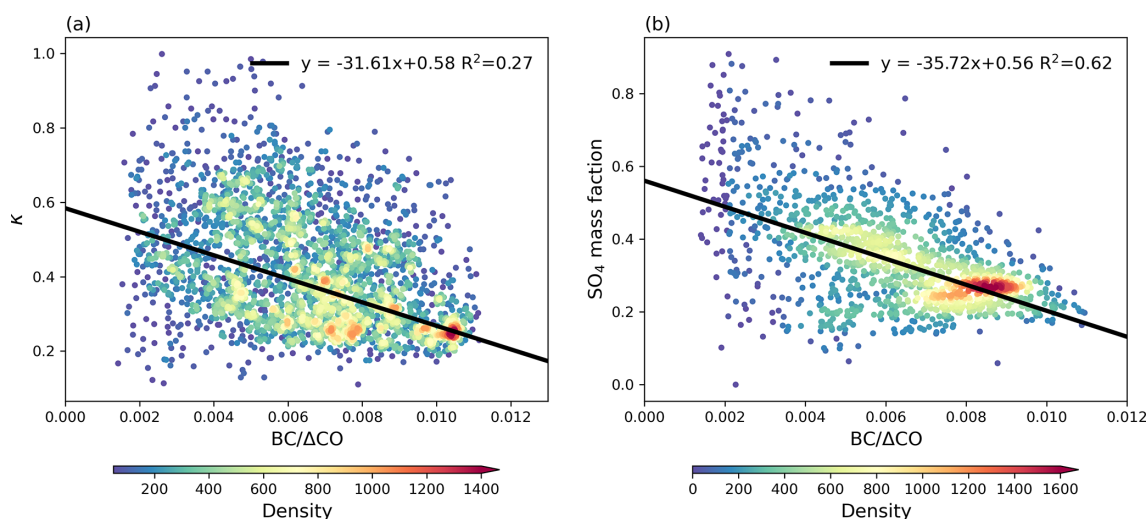 (a)
y = -31.61x+0.58 R²=0.27
κ
1.0
0.8
0.6
0.4
0.2
0.000 0.002 0.004 0.006 0.008 0.010 0.012
BC/ΔCO
200 400 600 800 1000 1200 1400
Density
(b)
y = -35.72x+0.56 R²=0.62
SO₄ mass faction
0.8
0.6
0.4
0.2
0.0
0.000 0.002 0.004 0.006 0.008 0.010 0.012
BC/ΔCO
0 200 400 600 800 1000 1200 1400 1600
Density